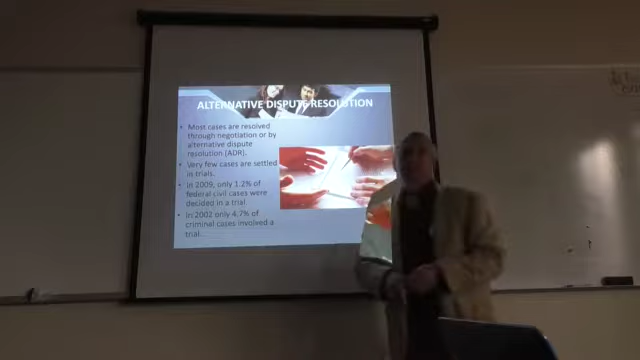 ALTERNATIVE DISPUTE RESOLUTION
• Most cases are resolved
through negotiation or by
alternative dispute
resolution (ADR).
• Very few cases are settled
in trials.
• In 2009, only 1.2% of
federal civil cases were
decided in a trial
• In 2002 only 4.7% of
criminal cases involved a
trial...